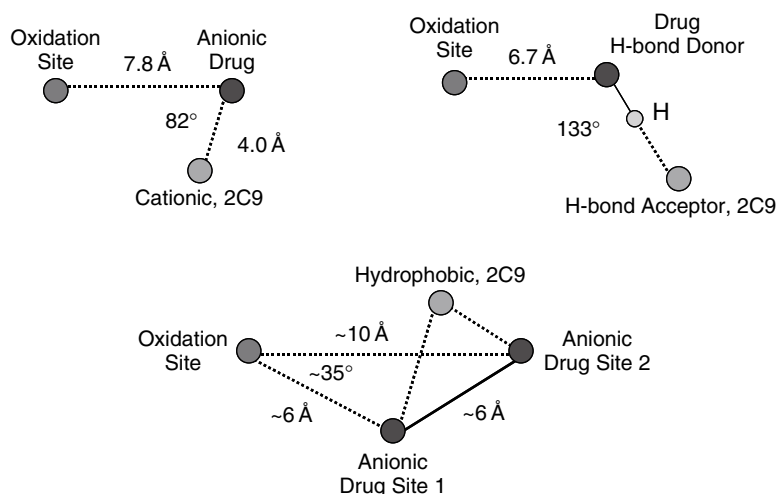 Oxidation
Site
7.8 Å
Anionic
Drug
82°
4.0 Å
Cationic, 2C9
Oxidation
Site
6.7 Å
Drug
H-bond Donor
H
133°
H-bond Acceptor, 2C9
Hydrophobic, 2C9
Oxidation
Site
~10 Å
Anionic
Drug Site 2
~35°
~6 Å
~6 Å
Anionic
Drug Site 1